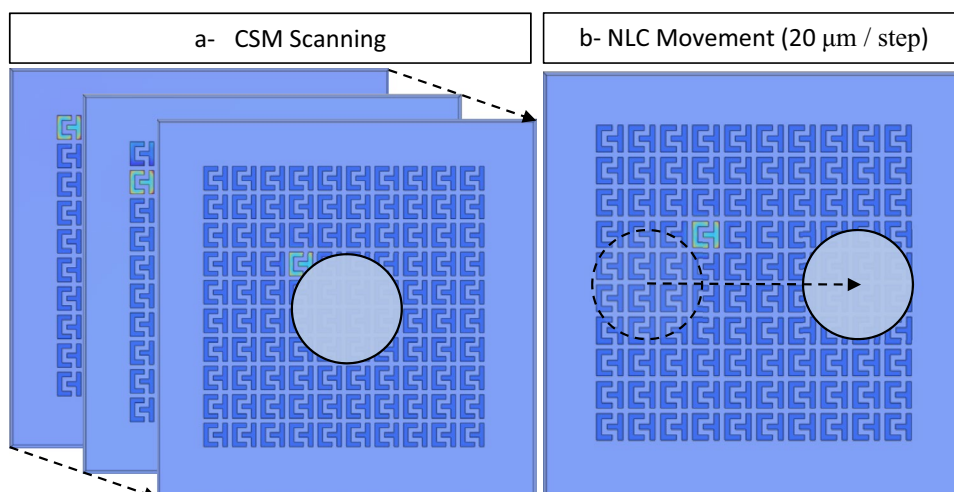 a- CSM Scanning
b- NLC Movement (20 μm / step)